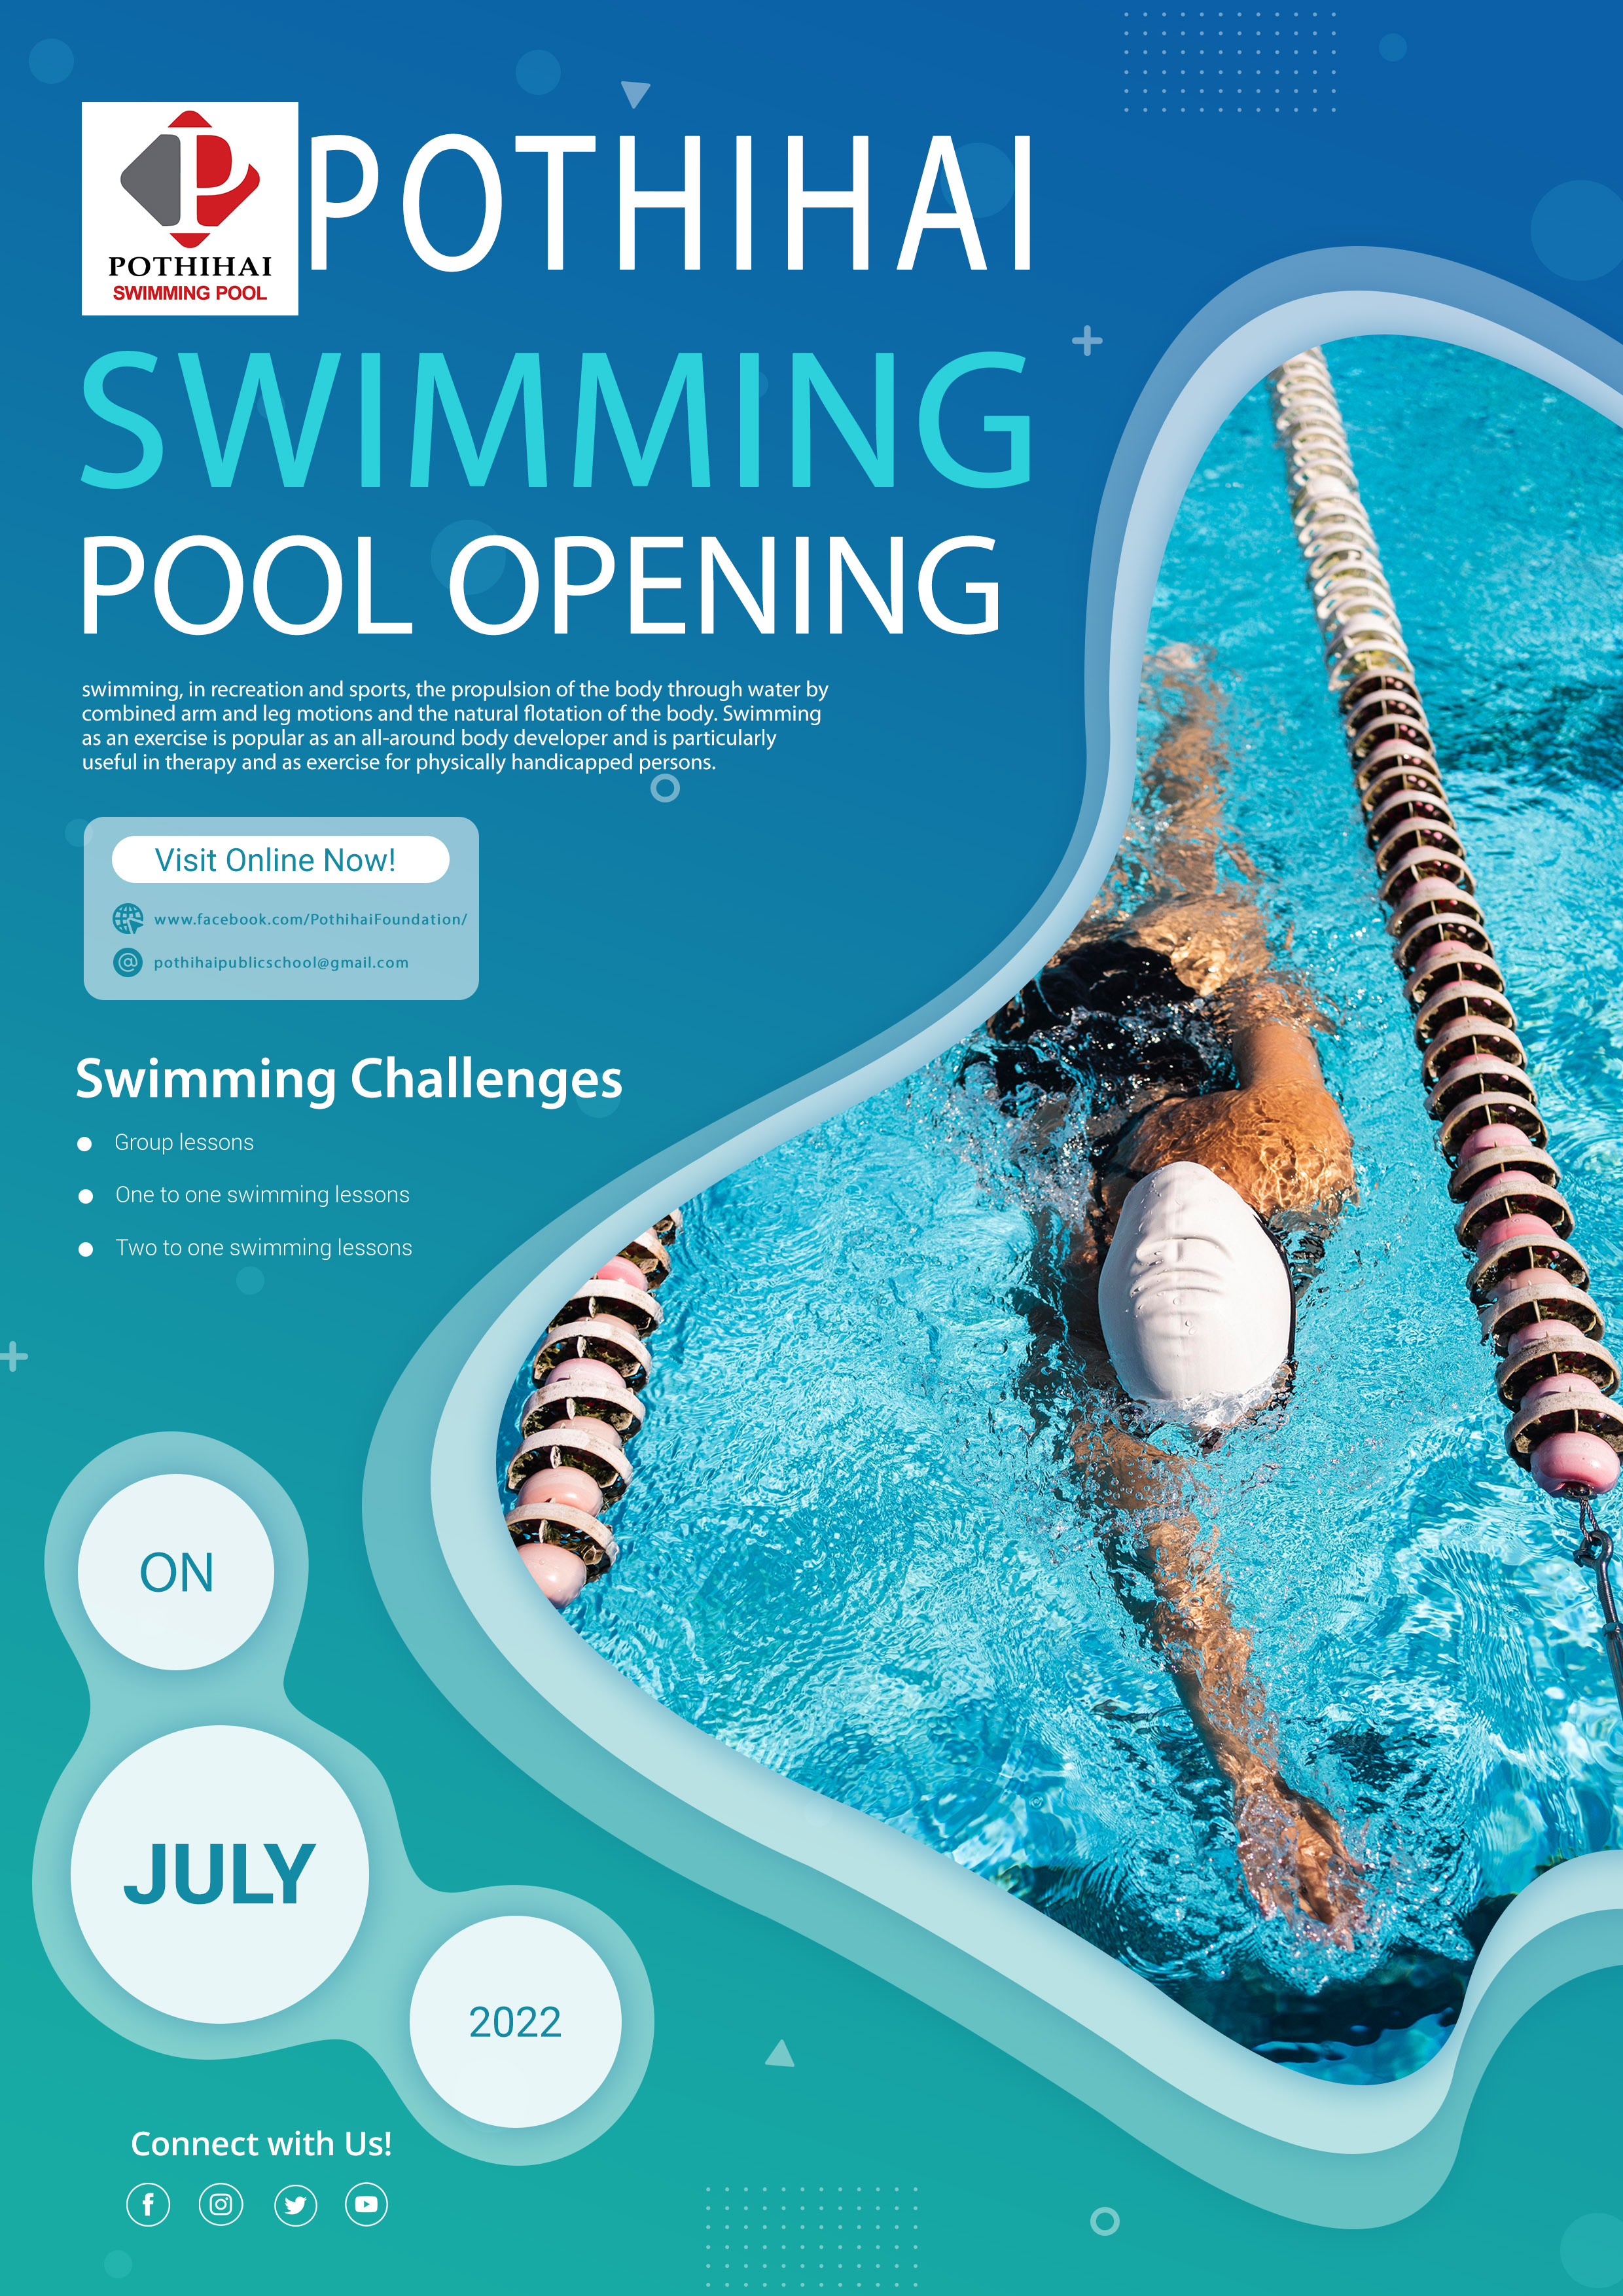 P
POTHIHAI
SWIMMING POOL
POTHIHAI
SWIMMING
POOL OPENING
swimming, in recreation and sports, the propulsion of the body through water by
combined arm and leg motions and the natural flotation of the body. Swimming
as an exercise is popular as an all-around body developer and is particularly
useful in therapy and as exercise for physically handicapped persons.
Visit Online Now!
www.facebook.com/PothihaiFoundation/
pothihaipublicschool@gmail.com
Swimming Challenges
Group lessons
One to one swimming lessons
Two to one swimming lessons
ON
JULY
2022
Connect with Us!